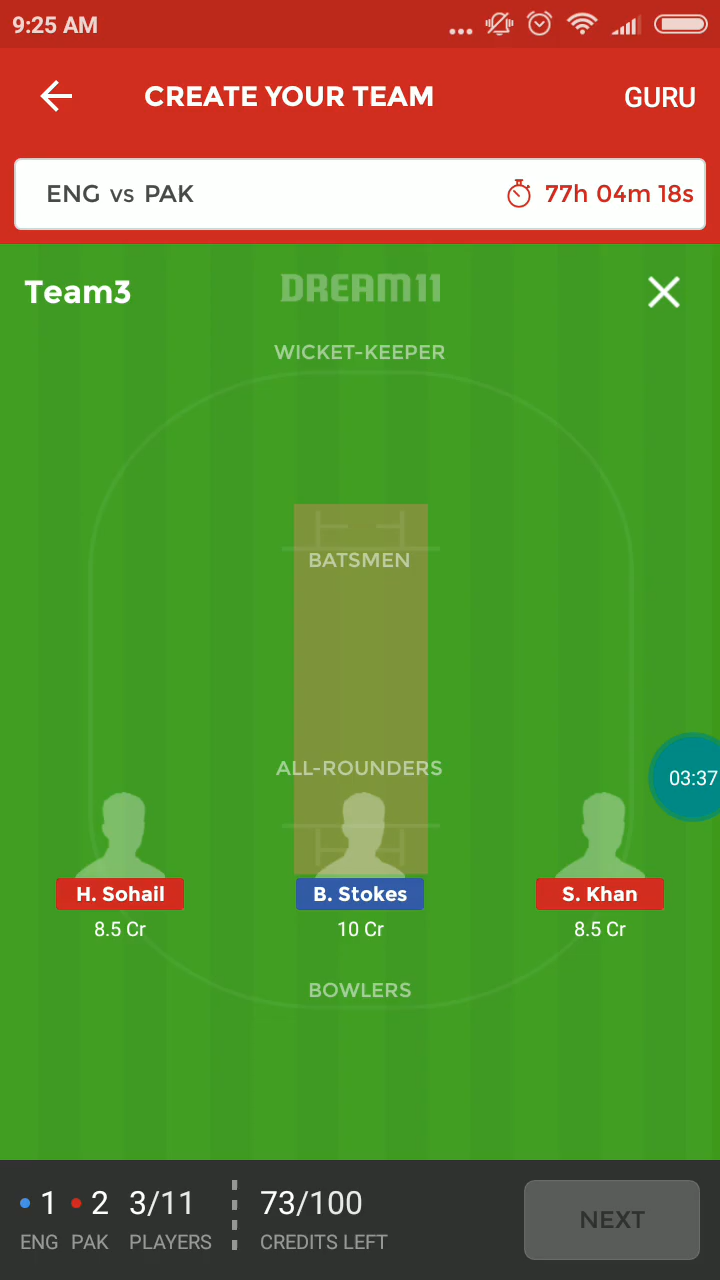 9:25 AM
CREATE YOUR TEAM
GURU
ENG vs PAK
77h 04m 18s
Team3
DREAM11
WICKET-KEEPER
BATSMEN
ALL-ROUNDERS
03:37
H. Sohail
B. Stokes
S. Khan
8.5 Cr
10 Cr
8.5 Cr
BOWLERS
1 2 3/11 73/100
ENG PAK PLAYERS CREDITS LEFT
NEXT